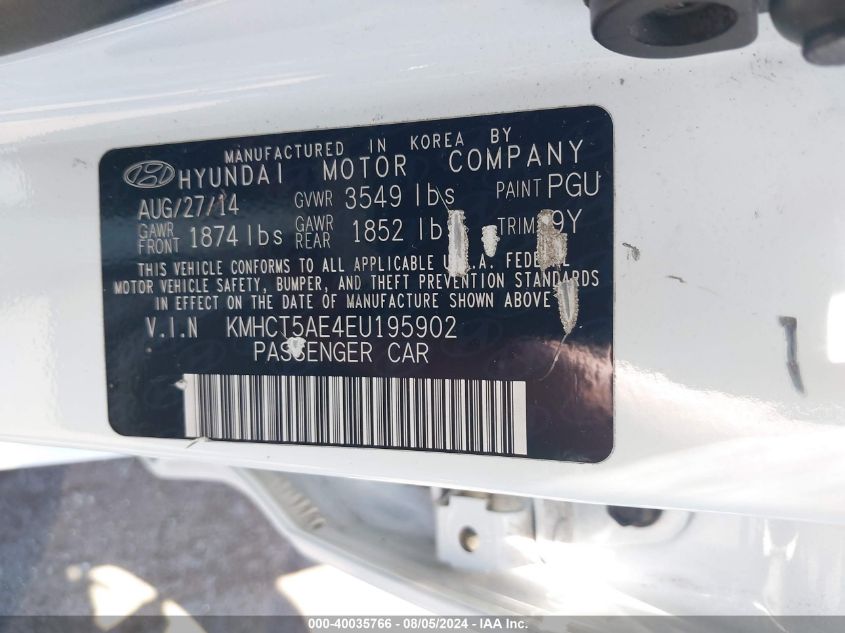 MANUFACTURED IN KOREA BY
HYUNDAI MOTOR COMPANY
AUG/27/14 GVWR 3549 lbs PAINT PGU
GAWR FRONT 1874 lbs GAWR REAR 1852 TRIM
THIS VEHICLE CONFORMS TO ALL APPLICABLE FEDERAL
MOTOR VEHICLE SAFETY, BUMPER, AND THEFT PREVENTION STANDARDS
IN EFFECT ON THE DATE OF MANUFACTURE SHOWN ABOVE.
V.I.N KMHCT5AE4EU195902
PASSENGER CAR
000-40035766 - 08/05/2024 - IAA Inc.